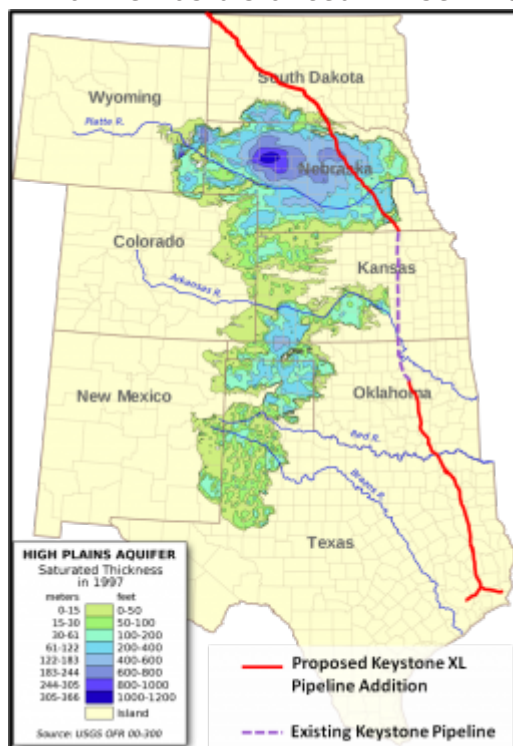 South Dakota
Wyoming
Platte R.
Nebraska
Colorado
Kansas
Arkansas R.
New Mexico
Oklahoma
Red R.
Brazos R.
Texas
HIGH PLAINS AQUIFER
Saturated Thickness
in 1997
meters feet
0-15 0-50
15-30 50-100
30-61 100-200
61-122 200-400
122-183 400-600
183-244 600-800
244-305 800-1000
305-366 1000-1200
Island
Source: USGS OFR 00-300
Proposed Keystone XL
Pipeline Addition
Existing Keystone Pipeline